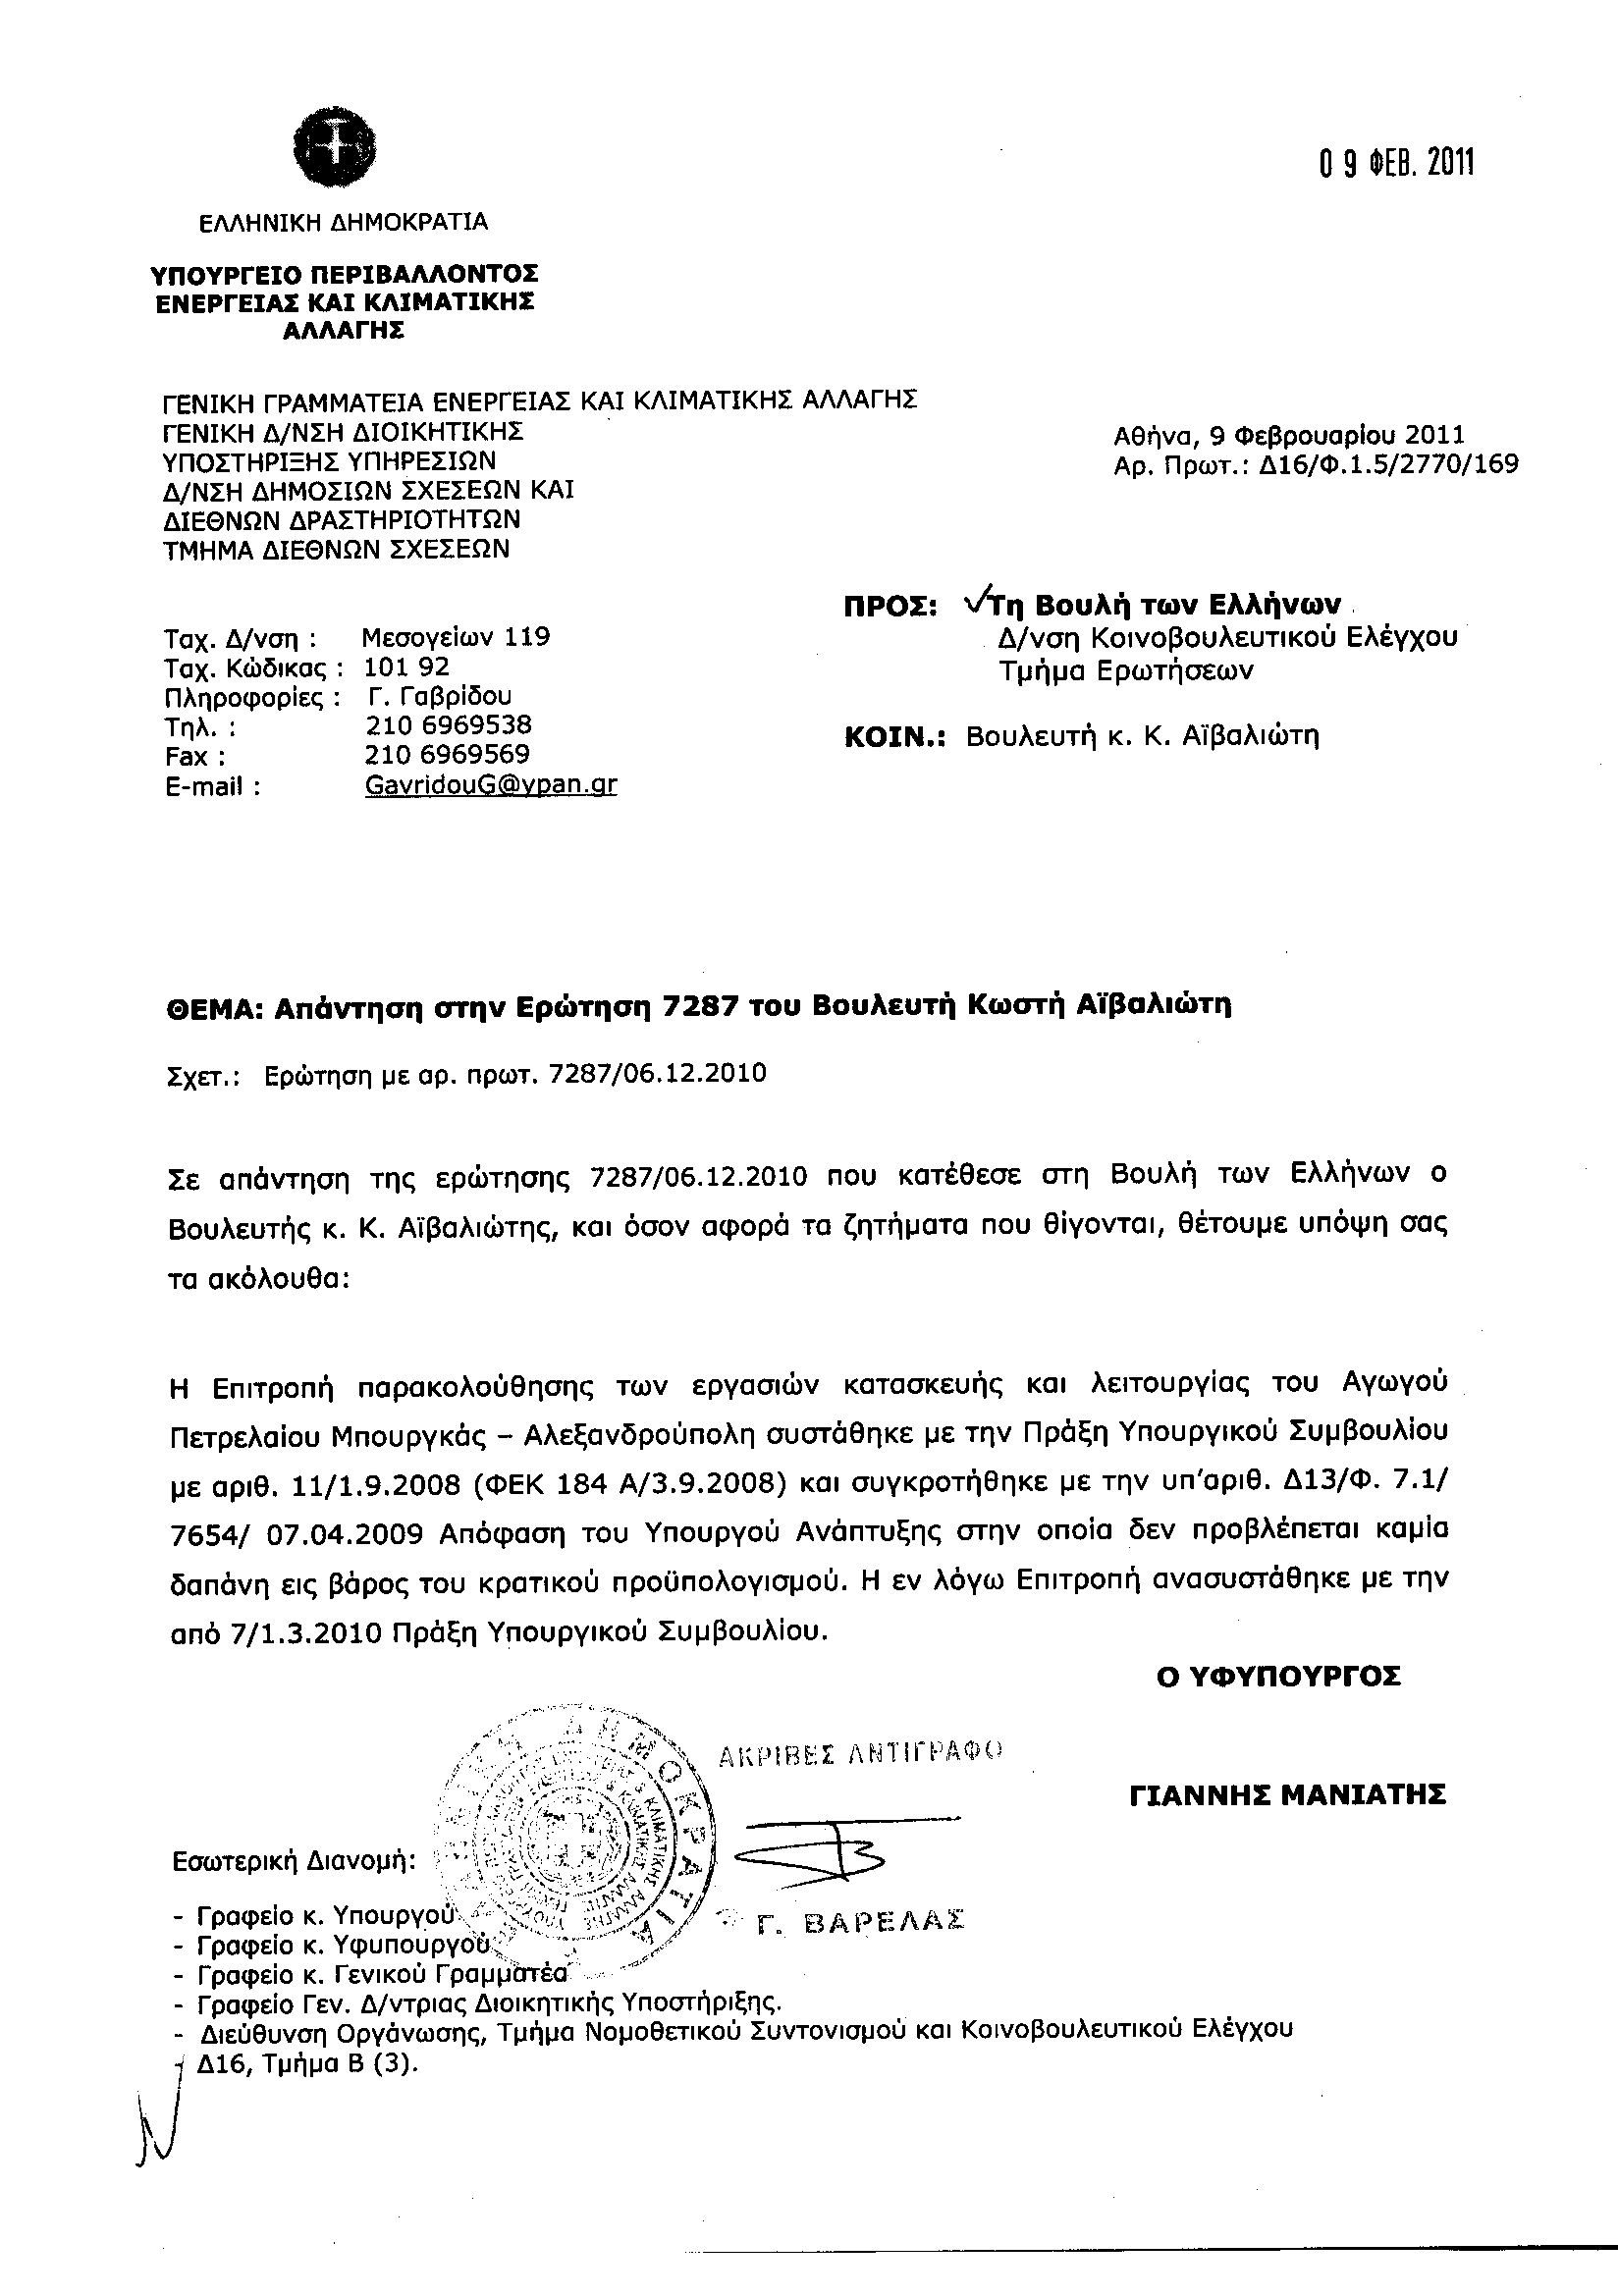 0 9 ΦΕΒ. 2011
ΕΛΛΗΝΙΚΗ ΔΗΜΟΚΡΑΤΙΑ
ΥΠΟΥΡΓΕΙΟ ΠΕΡΙΒΑΛΛΟΝΤΟΣ
ΕΝΕΡΓΕΙΑΣ ΚΑΙ ΚΛΙΜΑΤΙΚΗΣ
ΑΛΛΑΓΗΣ
ΓΕΝΙΚΗ ΓΡΑΜΜΑΤΕΙΑ ΕΝΕΡΓΕΙΑΣ ΚΑΙ ΚΛΙΜΑΤΙΚΗΣ ΑΛΛΑΓΗΣ
ΓΕΝΙΚΗ Δ/ΝΣΗ ΔΙΟΙΚΗΤΙΚΗΣ
ΥΠΟΣΤΗΡΙΞΗΣ ΥΠΗΡΕΣΙΩΝ
Δ/ΝΣΗ ΔΗΜΟΣΙΩΝ ΣΧΕΣΕΩΝ ΚΑΙ
ΔΙΕΘΝΩΝ ΔΡΑΣΤΗΡΙΟΤΗΤΩΝ
ΤΜΗΜΑ ΔΙΕΘΝΩΝ ΣΧΕΣΕΩΝ
Αθήνα, 9 Φεβρουαρίου 2011
Αρ. Πρωτ.: Δ16/Φ.1.5/2770/169
Ταχ. Δ/νση : Μεσογείων 119
Ταχ. Κώδικας : 101 92
Πληροφορίες : Γ. Γαβρίδου
Τηλ. : 210 6969538
Fax : 210 6969569
E-mail : GavridouG@ypan.gr
ΠΡΟΣ: √Τη Βουλή των Ελλήνων
Δ/νση Κοινοβουλευτικού Ελέγχου
Τμήμα Ερωτήσεων
ΚΟΙΝ.: Βουλευτή κ. Κ. Αϊβαλιώτη
ΘΕΜΑ: Απάντηση στην Ερώτηση 7287 του Βουλευτή Κωστή Αϊβαλιώτη
Σχετ.: Ερώτηση με αρ. πρωτ. 7287/06.12.2010
Σε απάντηση της ερώτησης 7287/06.12.2010 που κατέθεσε στη Βουλή των Ελλήνων ο
Βουλευτής κ. Κ. Αϊβαλιώτης, και όσον αφορά τα ζητήματα που θίγονται, θέτουμε υπόψη σας
τα ακόλουθα:
Η Επιτροπή παρακολούθησης των εργασιών κατασκευής και λειτουργίας του Αγωγού
Πετρελαίου Μπουργκάς – Αλεξανδρούπολη συστάθηκε με την Πράξη Υπουργικού Συμβουλίου
με αριθ. 11/1.9.2008 (ΦΕΚ 184 Α/3.9.2008) και συγκροτήθηκε με την υπ'αριθ. Δ13/Φ. 7.1/
7654/ 07.04.2009 Απόφαση του Υπουργού Ανάπτυξης στην οποία δεν προβλέπεται καμία
δαπάνη εις βάρος του κρατικού προϋπολογισμού. Η εν λόγω Επιτροπή ανασυστάθηκε με την
από 7/1.3.2010 Πράξη Υπουργικού Συμβουλίου.
Ο ΥΦΥΠΟΥΡΓΟΣ
ΑΚΡΙΒΕΣ ΑΝΤΙΓΡΑΦΟ
ΓΙΑΝΝΗΣ ΜΑΝΙΑΤΗΣ
Γ. ΒΑΡΕΛΑΣ
Εσωτερική Διανομή:
- Γραφείο κ. Υπουργού
- Γραφείο κ. Υφυπουργού
- Γραφείο κ. Γενικού Γραμματέα
- Γραφείο Γεν. Δ/ντριας Διοικητικής Υποστήριξης.
- Διεύθυνση Οργάνωσης, Τμήμα Νομοθετικού Συντονισμού και Κοινοβουλευτικού Ελέγχου
- Δ16, Τμήμα Β (3).